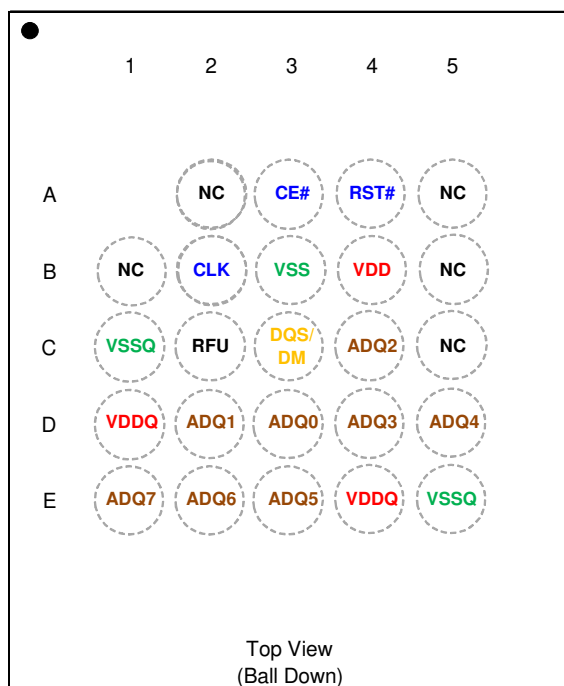 1 2 3 4 5
A NC CE# RST# NC
B NC CLK VSS VDD NC
C VSSQ RFU DQS/ DM ADQ2 NC
D VDDQ ADQ1 ADQ0 ADQ3 ADQ4
E ADQ7 ADQ6 ADQ5 VDDQ VSSQ
Top View
(Ball Down)